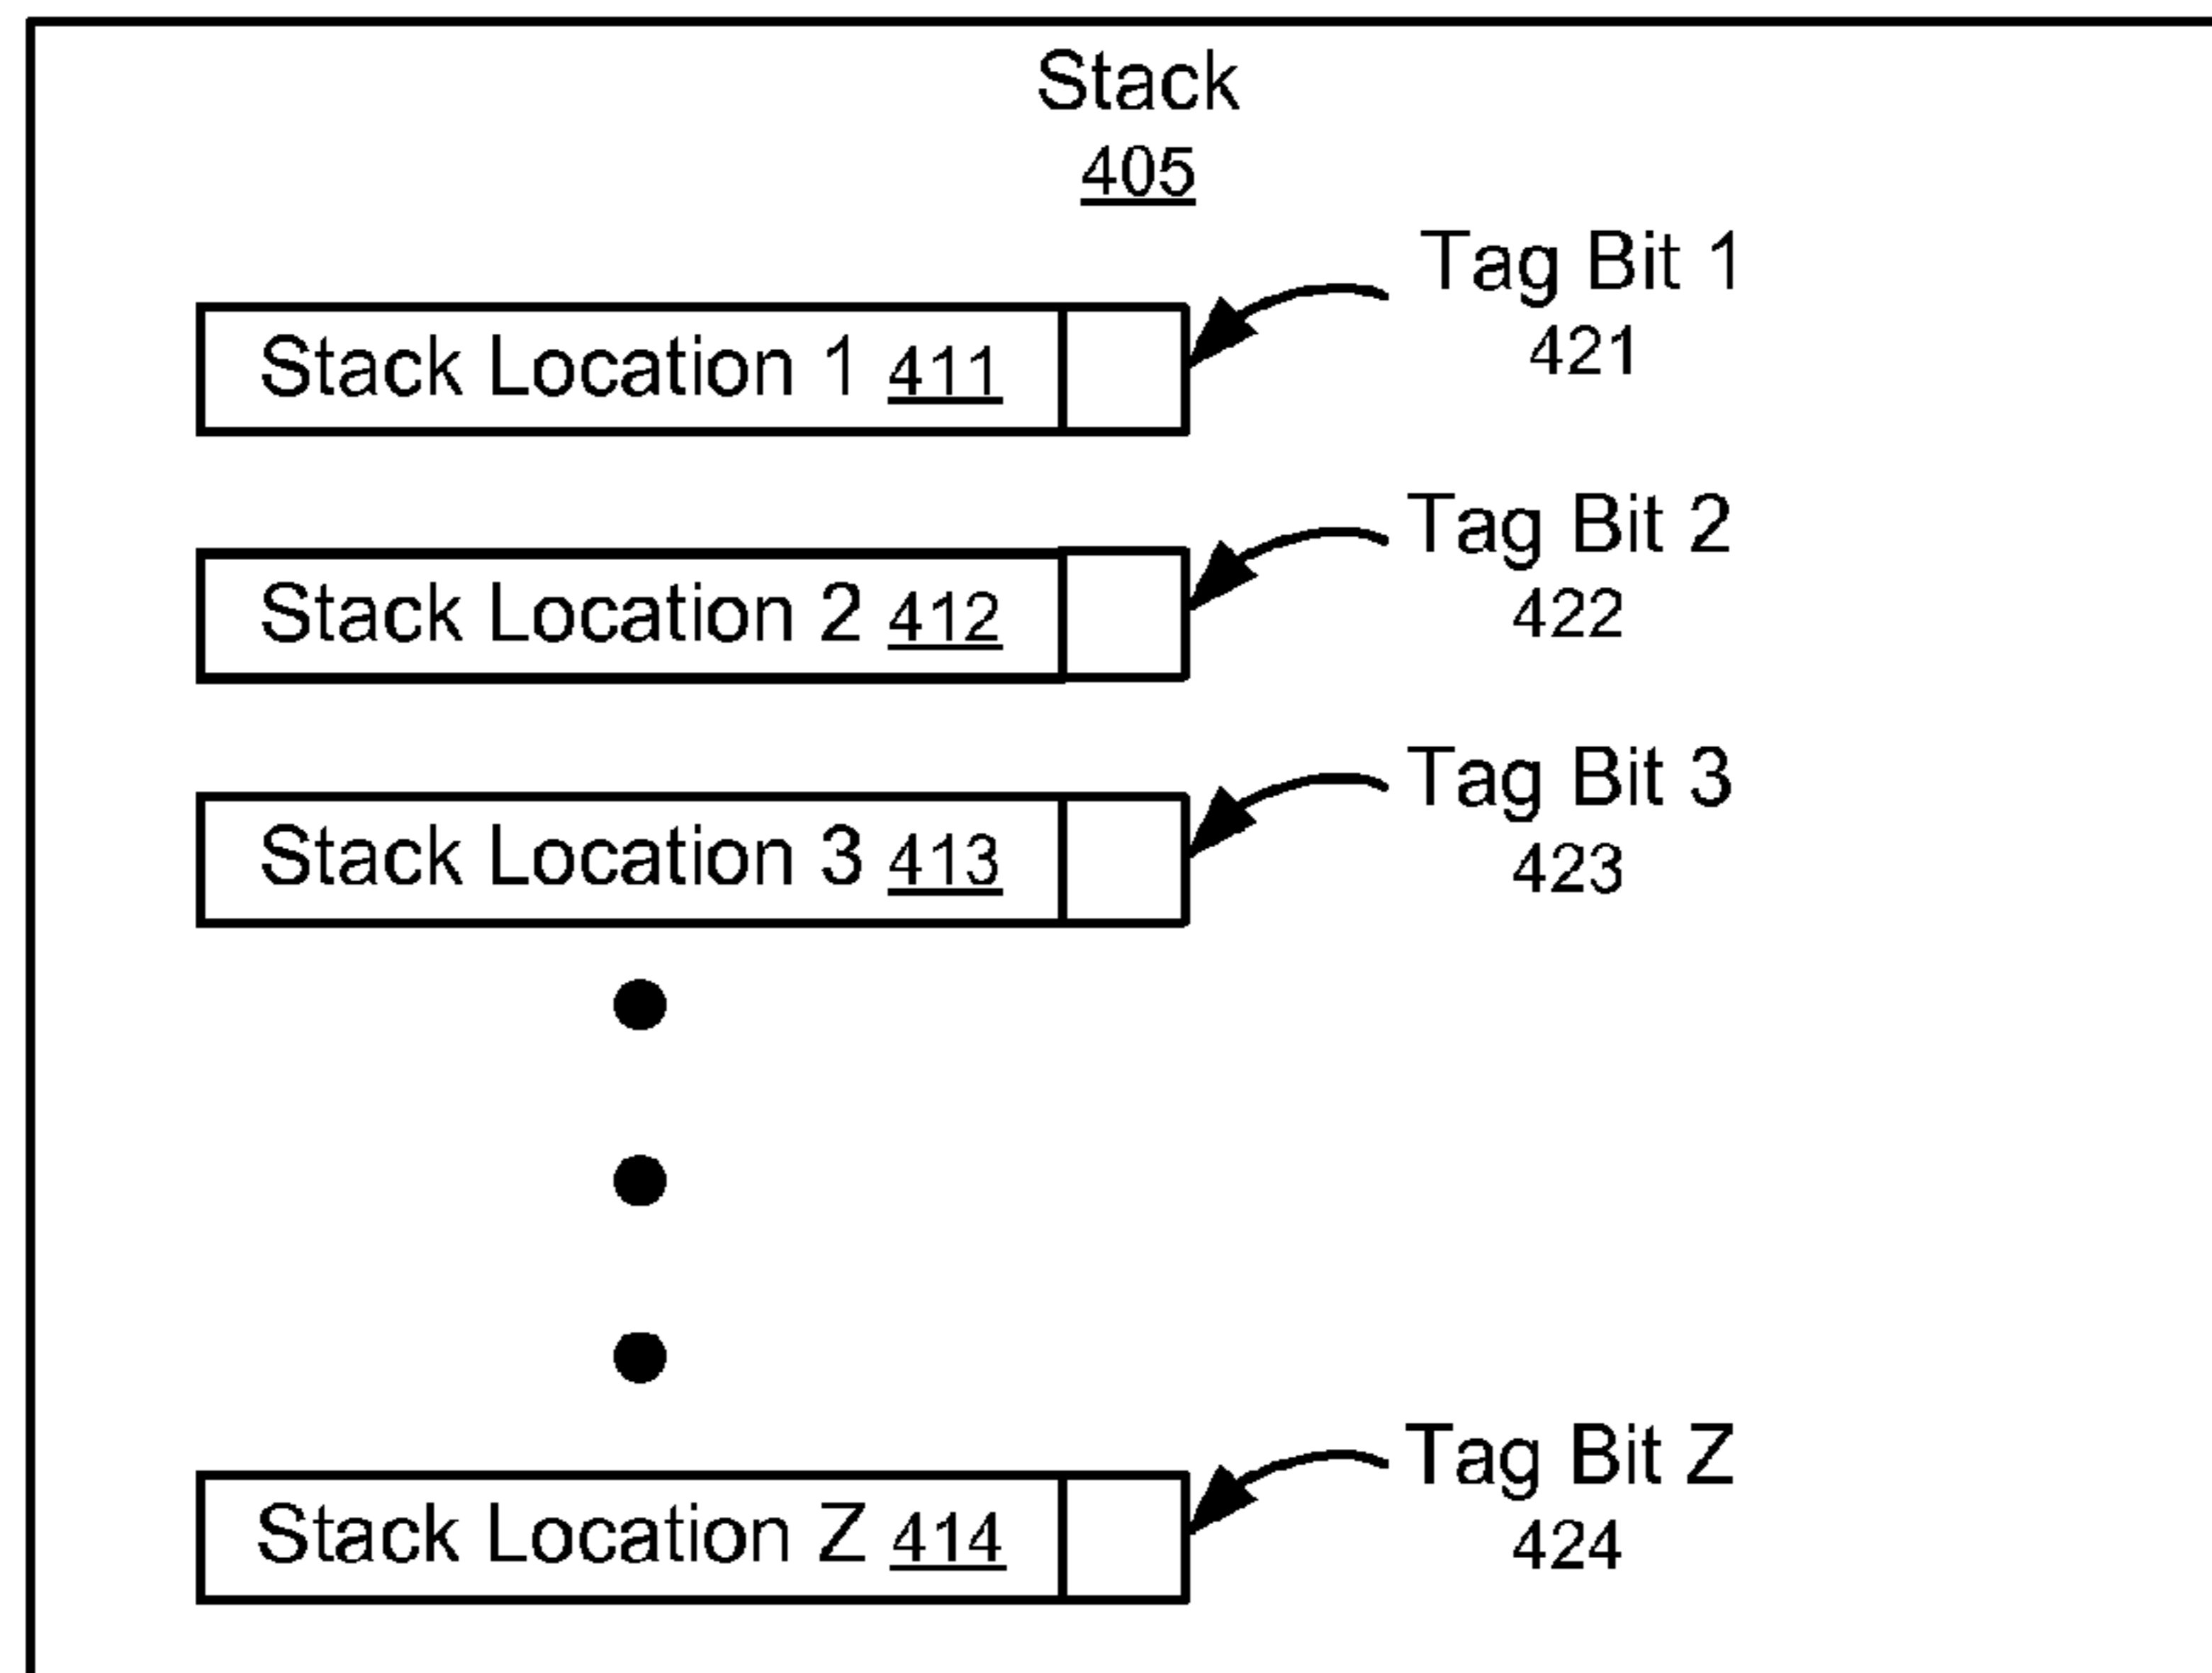 Stack
405
Tag Bit 1
421
Stack Location 1 411
Tag Bit 2
422
Stack Location 2 412
Tag Bit 3
423
Stack Location 3 413
Tag Bit Z
424
Stack Location Z 414